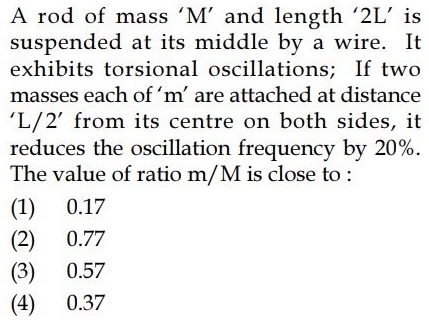 A rod of mass ‘M’ and length ‘2L’ is
suspended at its middle by a wire. It
exhibits torsional oscillations; If two
masses each of ‘m’ are attached at distance
‘L/2’ from its centre on both sides, it
reduces the oscillation frequency by 20%.
The value of ratio m/M is close to :
(1) 0.17
(2) 0.77
(3) 0.57
(4) 0.37